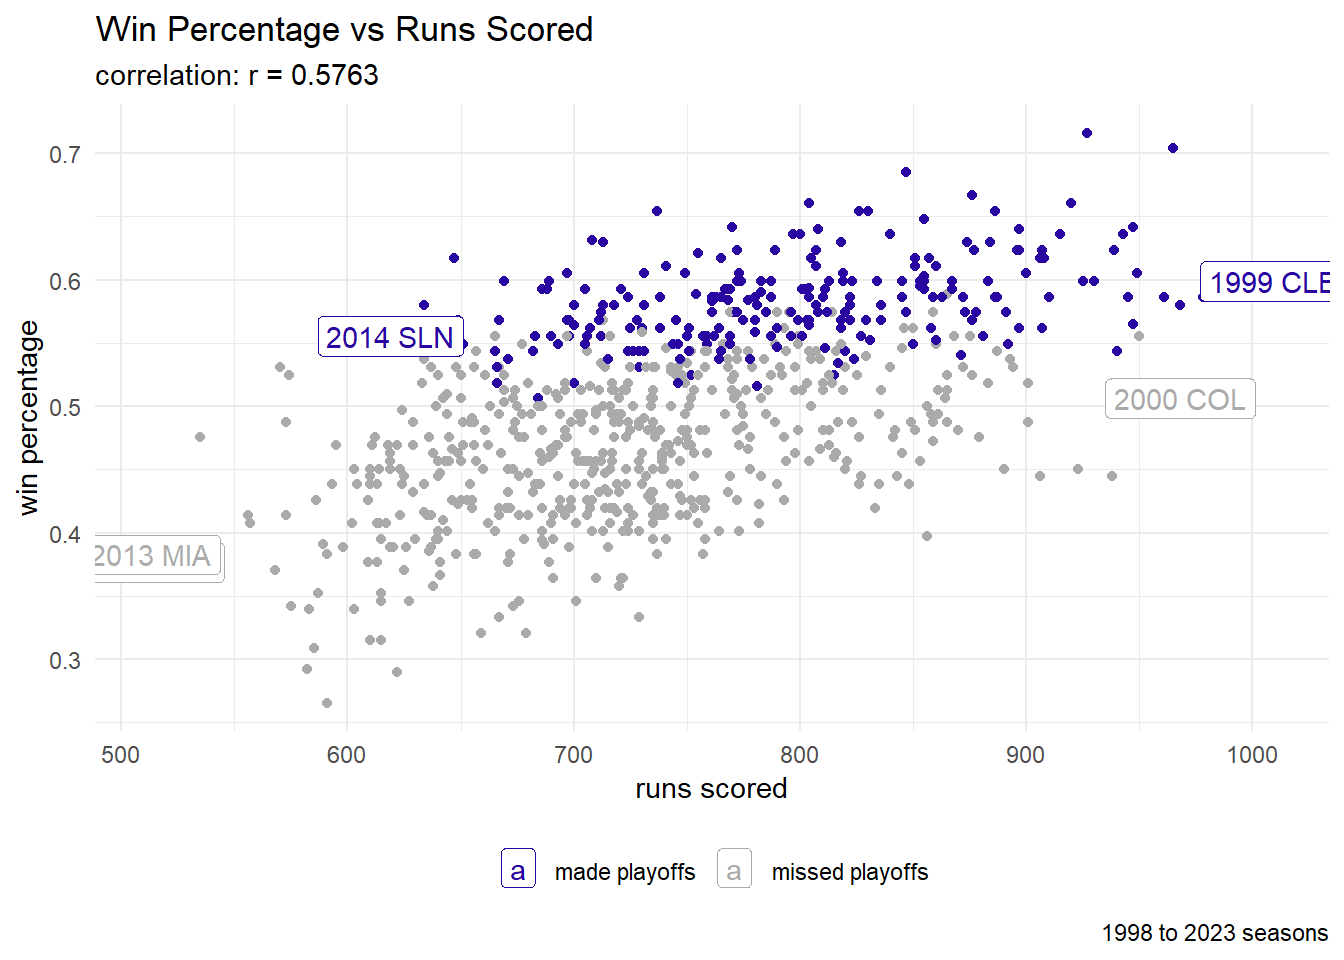 Win Percentage vs Runs Scored
correlation: r = 0.5763
win percentage
0.7
0.6
0.5
0.4
0.3
1999 CLE
2014 SLN
2000 COL
2013 MIA
500 600 700 800 900 1000
runs scored
a made playoffs a missed playoffs
1998 to 2023 seasons